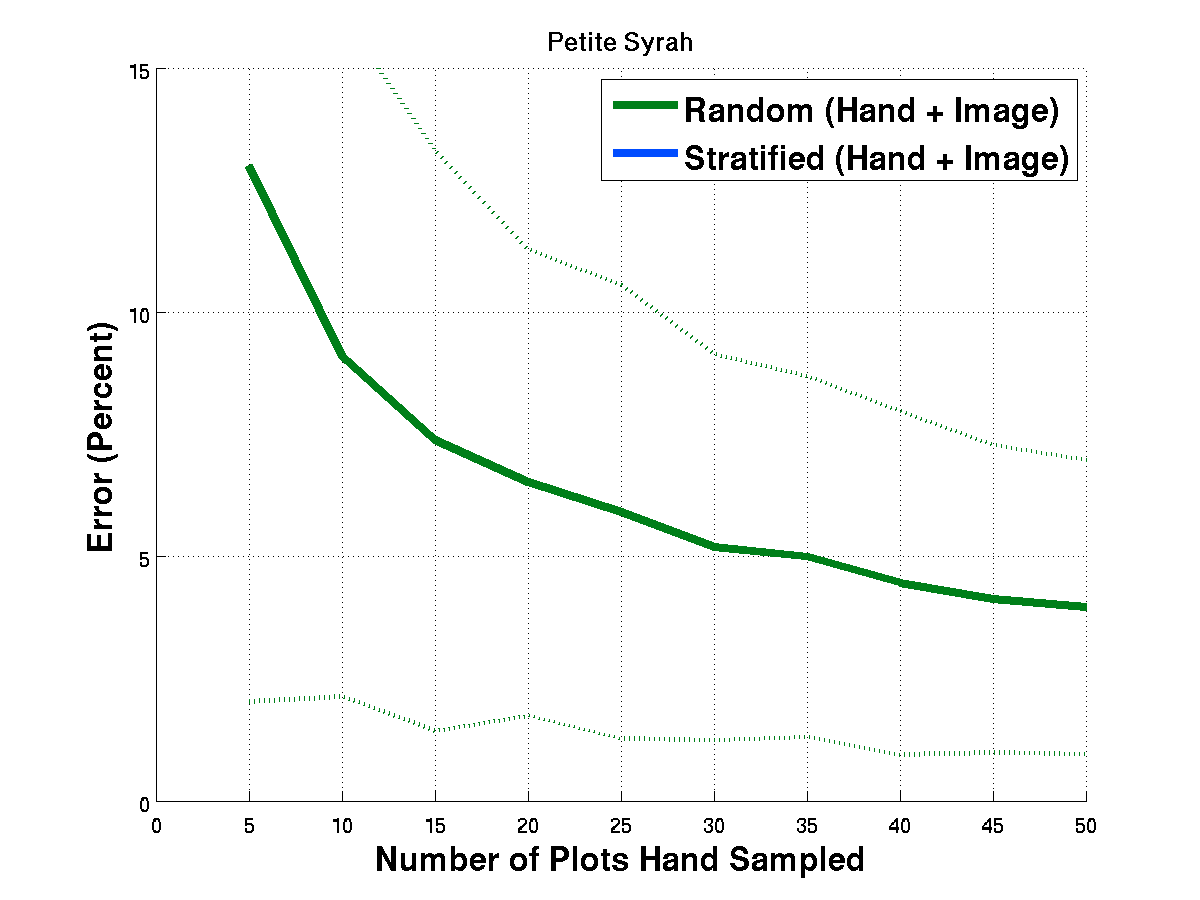 Petite Syrah
Random (Hand + Image)
Stratified (Hand + Image)
15
10
5
0
Error (Percent)
0 5 10 15 20 25 30 35 40 45 50
Number of Plots Hand Sampled